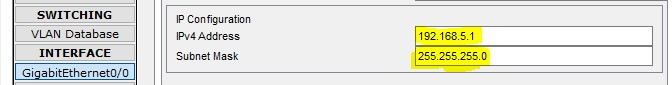 SWITCHING
VLAN Database
INTERFACE
GigabitEthernet0/0
IP Configuration
IPv4 Address 192.168.5.1
Subnet Mask 255.255.255.0